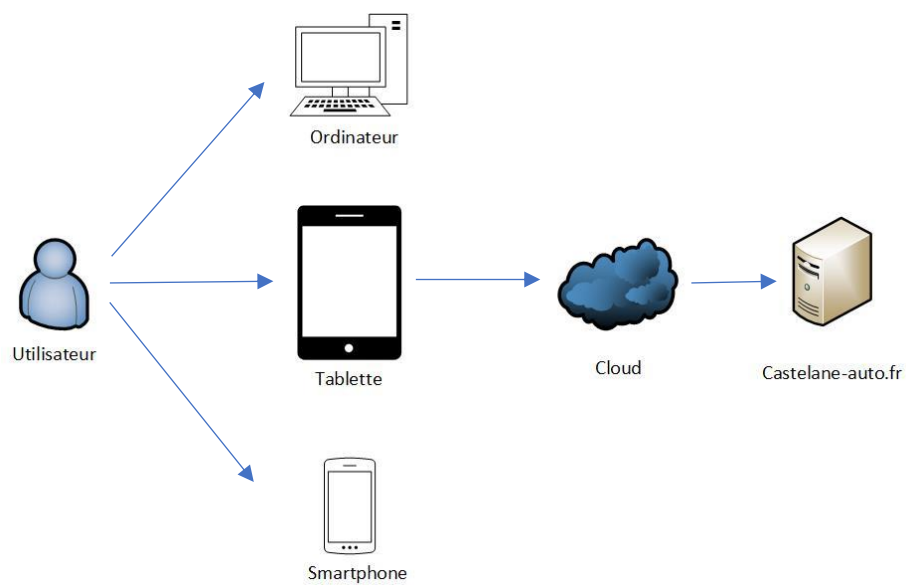 Ordinateur
Utilisateur
Tablette
Cloud
Castelane-auto.fr
Smartphone